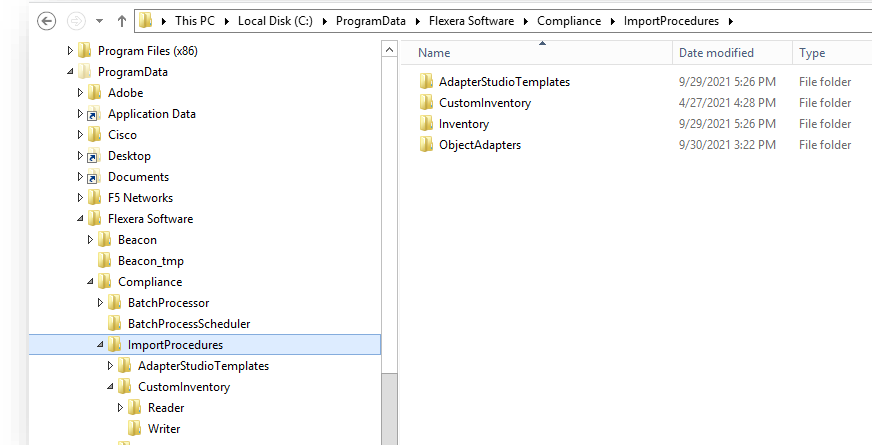 This PC Local Disk (C:) ProgramData Flexera Software Compliance ImportProcedures
Program Files (x86)
ProgramData
Adobe
Application Data
Cisco
Desktop
Documents
F5 Networks
Flexera Software
Beacon
Beacon_tmp
Compliance
BatchProcessor
BatchProcessScheduler
ImportProcedures
AdapterStudioTemplates
CustomInventory
Reader
Writer
Name Date modified Type
AdapterStudioTemplates 9/29/2021 5:26 PM File folder
CustomInventory 4/27/2021 4:28 PM File folder
Inventory 9/29/2021 5:26 PM File folder
ObjectAdapters 9/30/2021 3:22 PM File folder